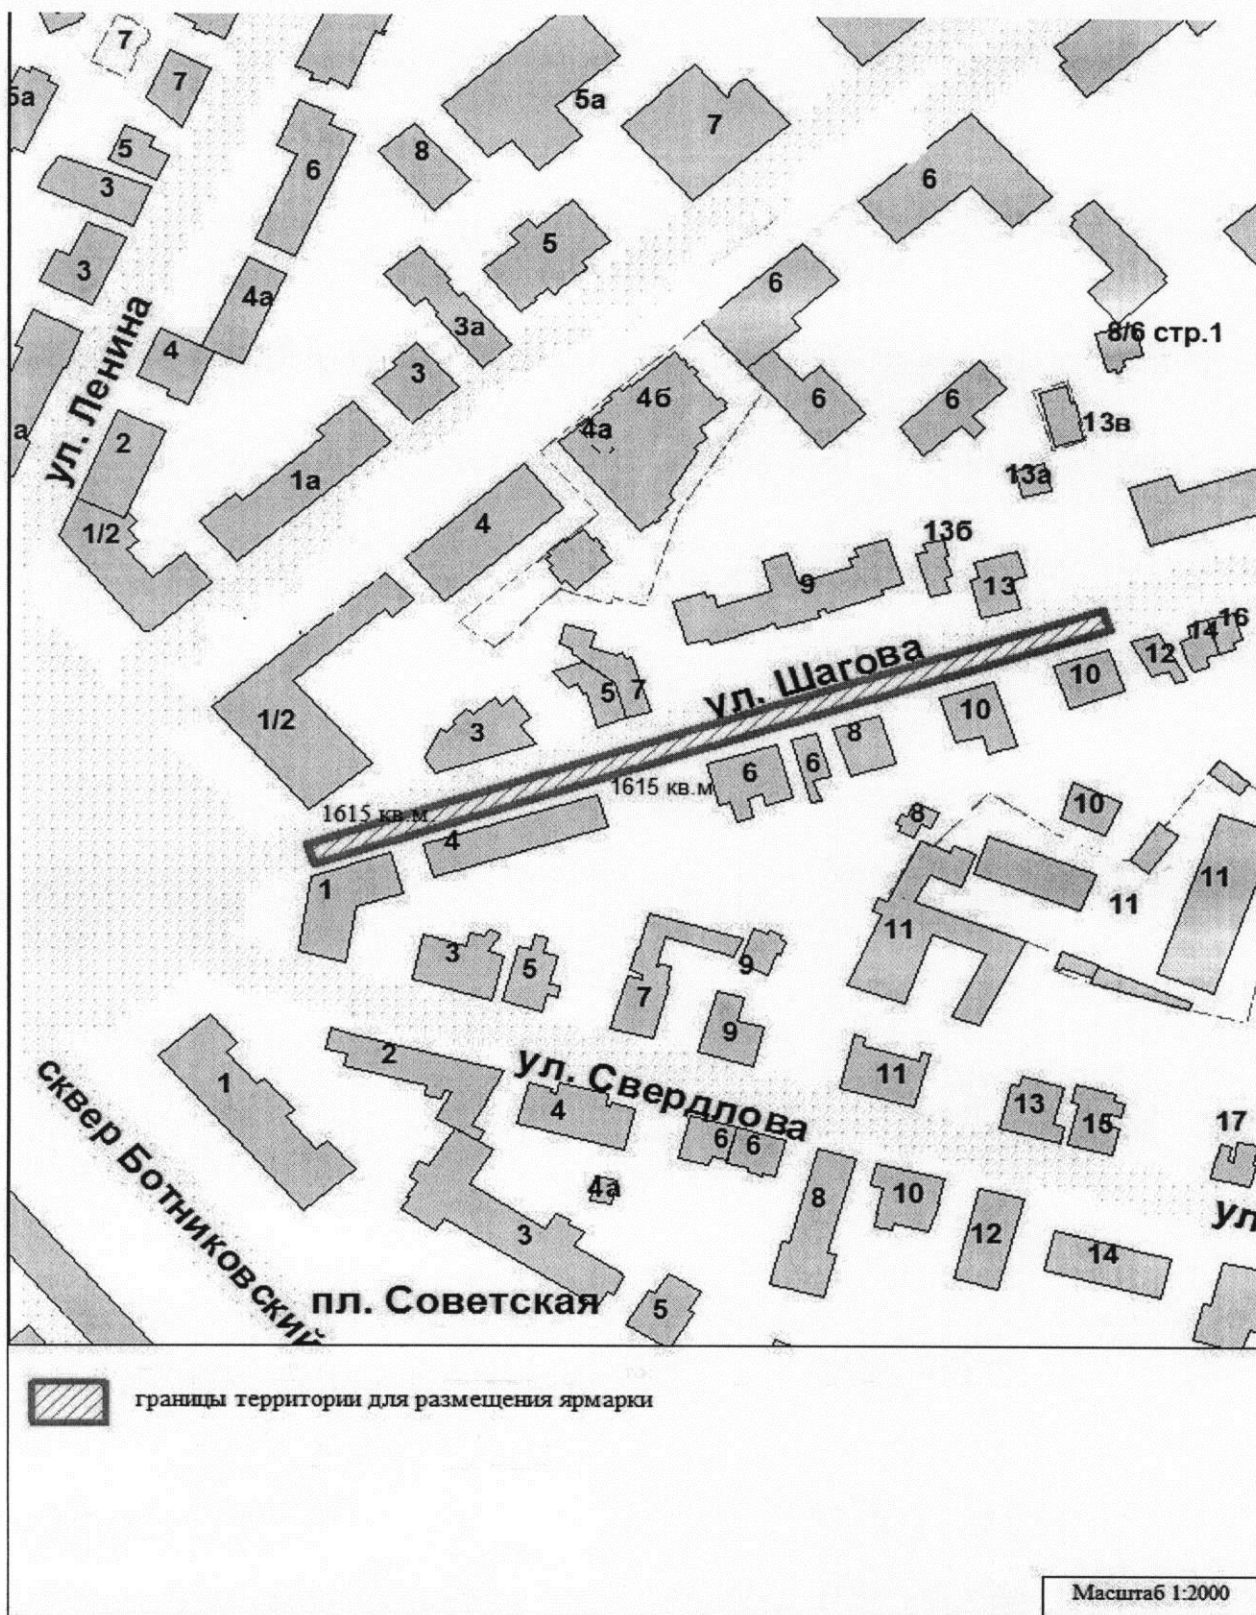 7
5а
7
5а
7
8
5
6
6
3
5
3
6
4а
3а
8/6 стр.1
4
3
4б
6
6
ул. Ленина
4а
13в
а
2
1а
13а
1/2
4
13б
9
13
16
14
ул. Шагова
12
5
7
10
1/2
3
10
8
6
6
1615 кв.м
1615 кв.м
10
8
4
1
11
11
11
3
5
9
7
9
2
ул. Свердлова
11
1
4
13
15
17
6
6
сквер Ботниковский
4а
8
10
ул
3
12
14
пл. Советская
5
границы территории для размещения ярмарки
Масштаб 1:2000